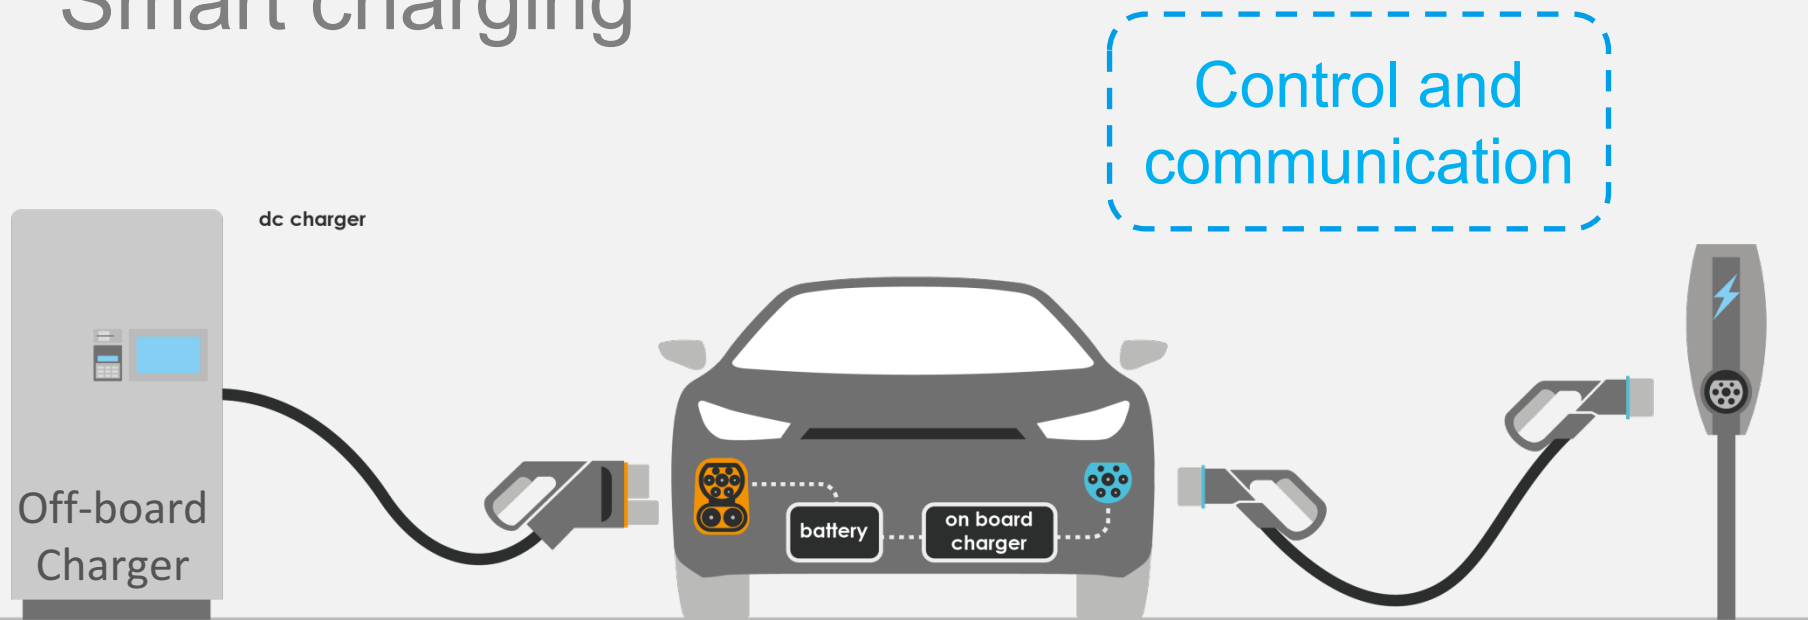 Smart charging
Control and
communication
dc charger
Off-board
Charger
battery
on board
charger